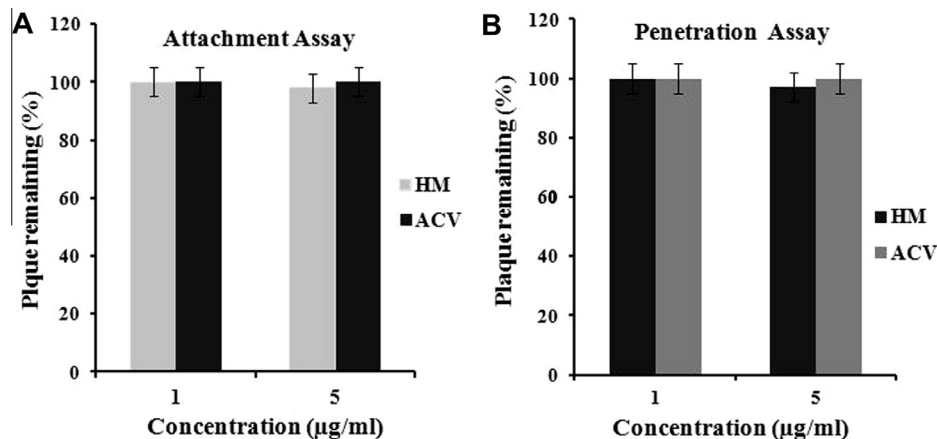 A
Attachment Assay
Plque remaining (%)
120
100
80
60
40
20
0
HM
ACV
1
5
Concentration (µg/ml)
B
Penetration Assay
Plaque remaining (%)
120
100
80
60
40
20
0
HM
ACV
1
5
Concentration (µg/ml)